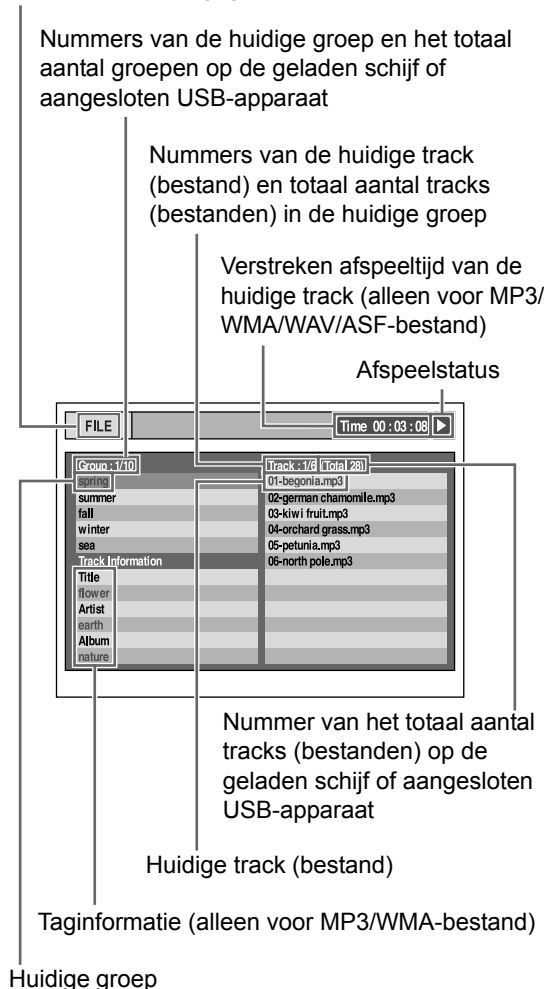 Nummers van de huidige groep en het totaal
aantal groepen op de geladen schijf of
aangesloten USB-apparaat
Nummers van de huidige track
(bestand) en totaal aantal tracks
(bestanden) in de huidige groep
Verstreken afspeeltijd van de
huidige track (alleen voor MP3/
WMA/WAV/ASF-bestand)
Afspeelstatus
FILE
Time 00 : 03 : 08
Group : 1/10
spring
summer
fall
winter
sea
Track Information
Title
flower
Artist
earth
Album
nature
Track : 1/6 (Total 28)
01-begonia.mp3
02-german chamomile.mp3
03-kiwi fruit.mp3
04-orchard grass.mp3
05-petunia.mp3
06-north pole.mp3
Nummer van het totaal aantal
tracks (bestanden) op de
geladen schijf of aangesloten
USB-apparaat
Huidige track (bestand)
Taginformatie (alleen voor MP3/WMA-bestand)
Huidige groep